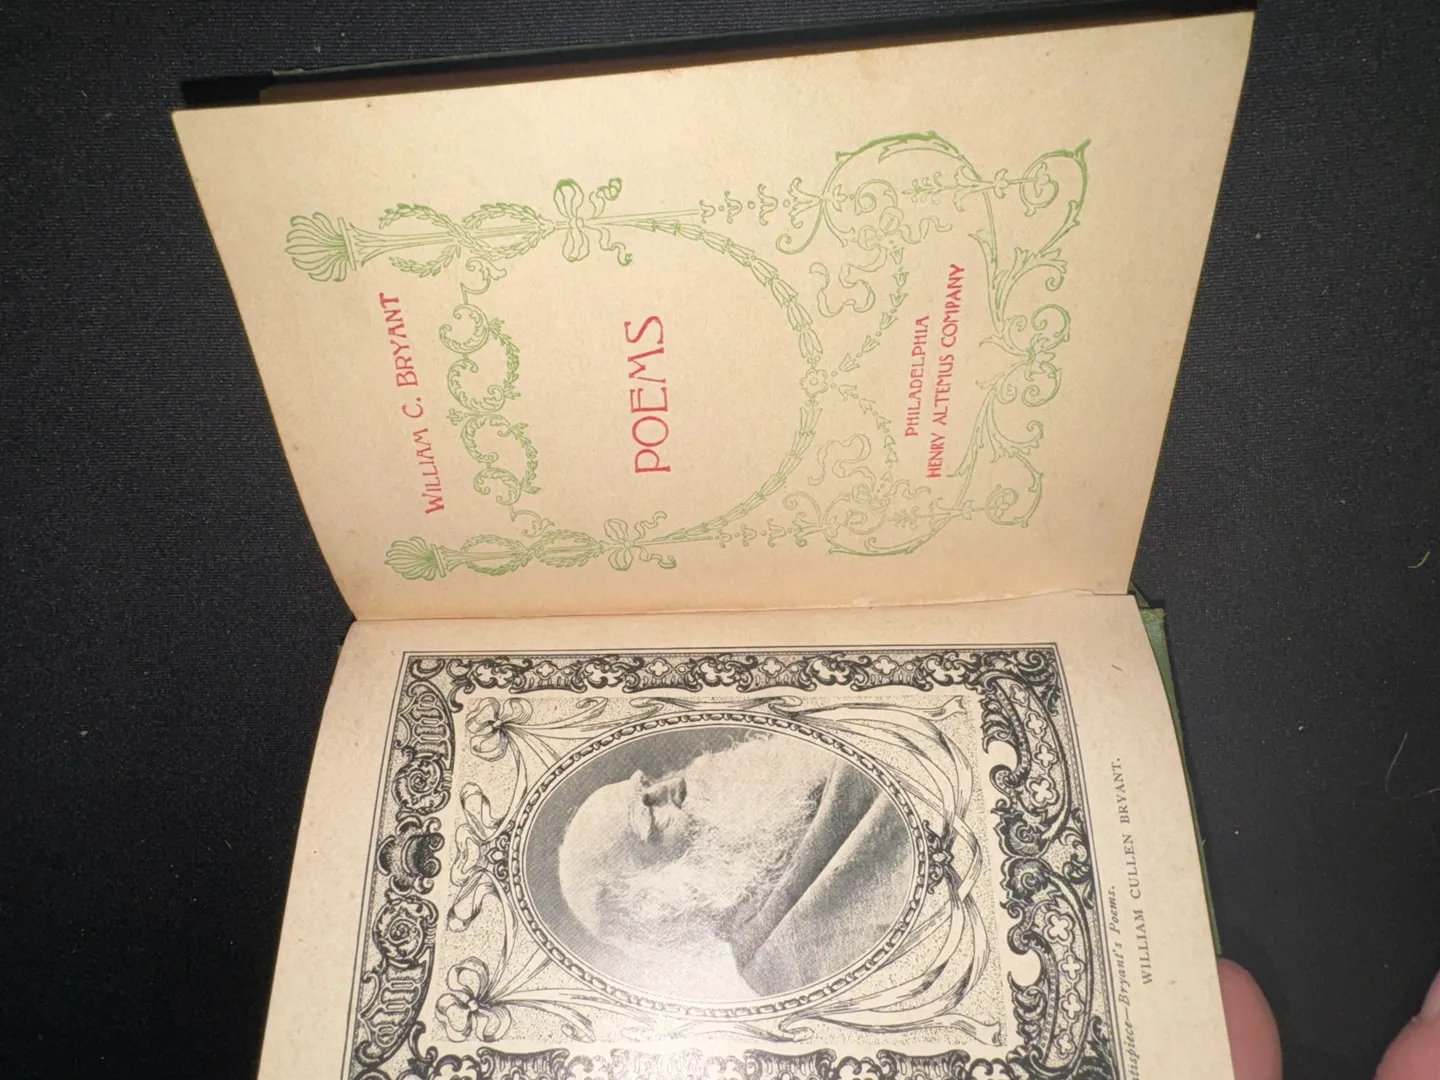 WILLIAM C. BRYANT
POEMS
PHILADELPHIA
HENRY ALTEMUS COMPANY
Bryant's Poems.
WILLIAM CULLEN BRYANT.